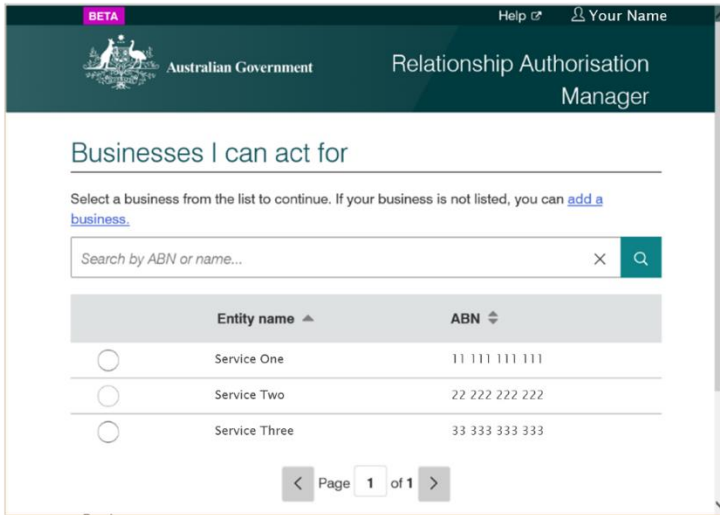 BETA
Help
Your Name
Australian Government
Relationship Authorisation
Manager
Businesses I can act for
Select a business from the list to continue. If your business is not listed, you can add a
business.
Search by ABN or name...
Entity name ABN
Service One 11 111 111 111
Service Two 22 222 222 222
Service Three 33 333 333 333
Page 1 of 1